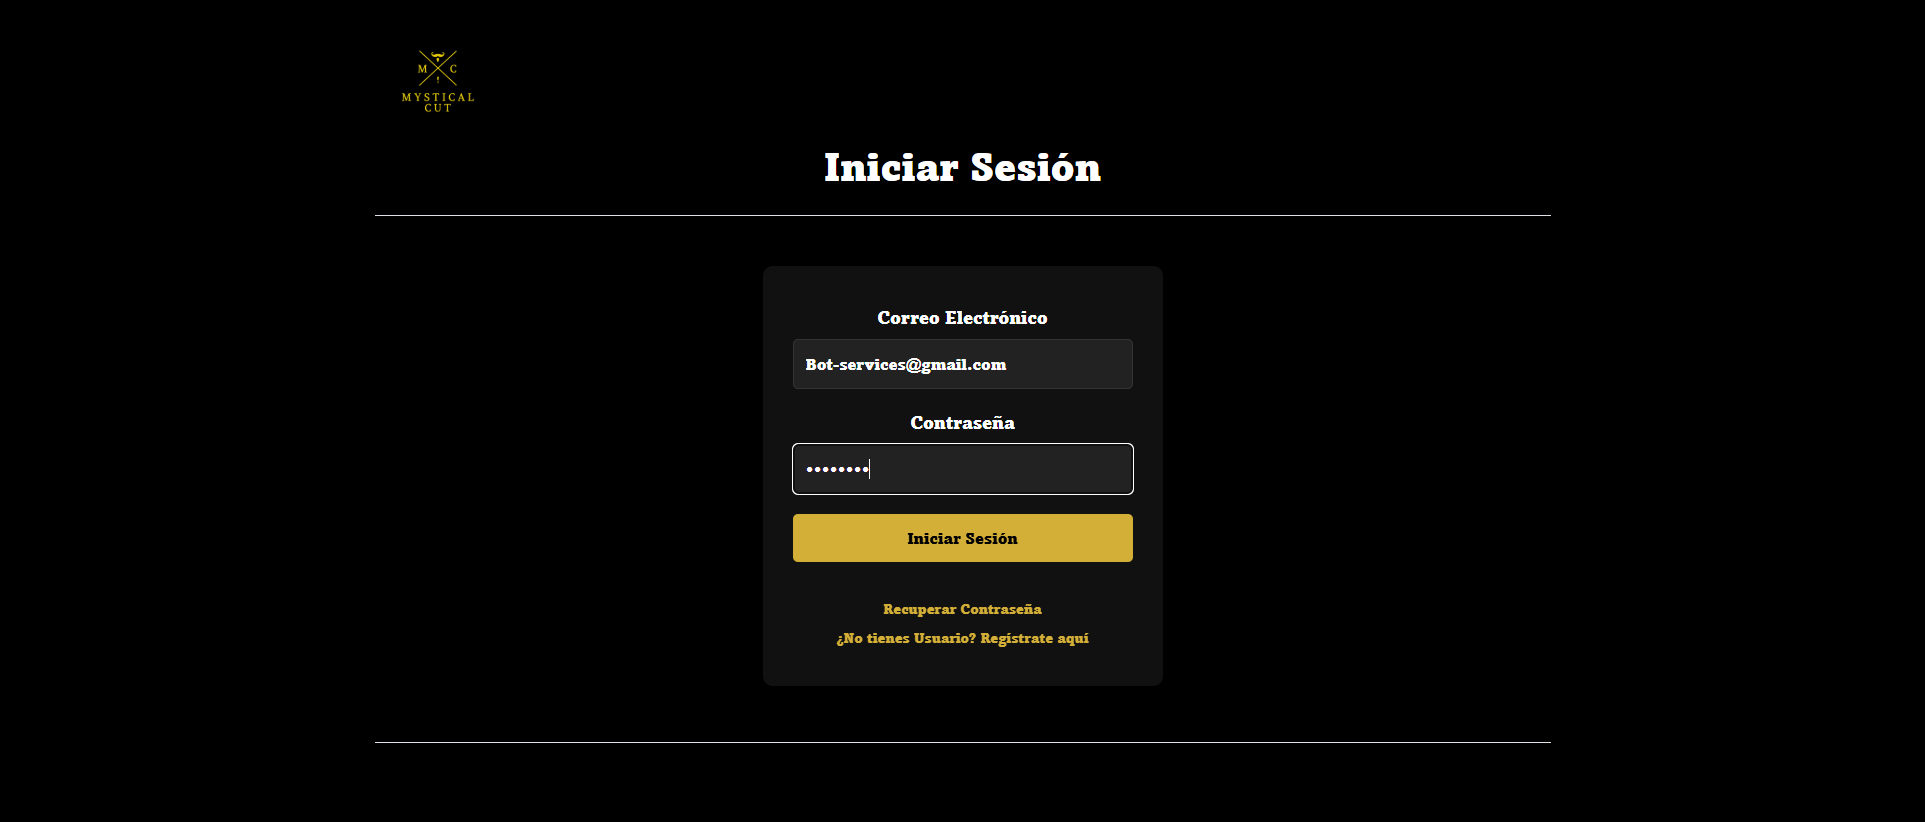 M C
MYSTICAL
CUT
Iniciar Sesión
Correo Electrónico
Bot-services@gmail.com
Contraseña
••••••••
Iniciar Sesión
Recuperar Contraseña
¿No tienes Usuario? Regístrate aquí